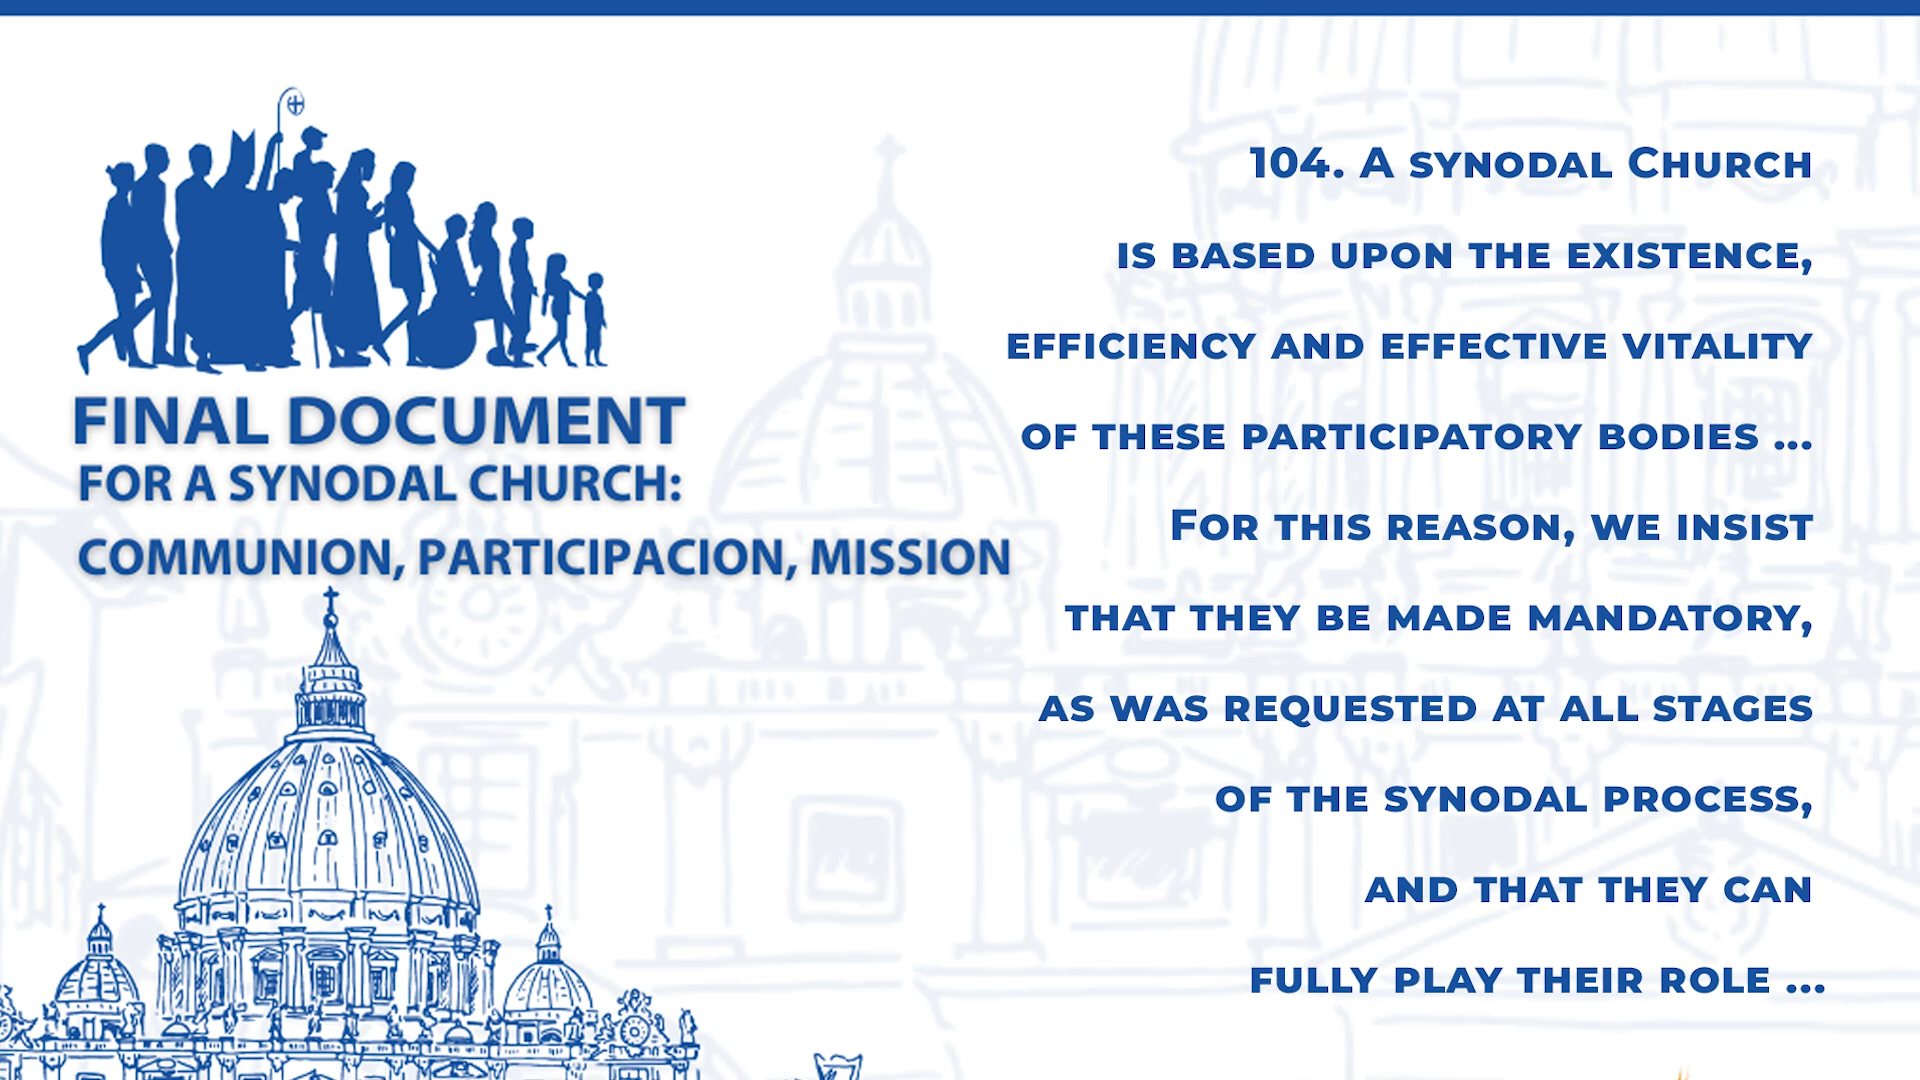 FINAL DOCUMENT
FOR A SYNODAL CHURCH:
COMMUNION, PARTICIPACION, MISSION
104. A synodal Church
is based upon the existence,
efficiency and effective vitality
of these participatory bodies ...
For this reason, we insist
that they be made mandatory,
as was requested at all stages
of the synodal process,
and that they can
fully play their role ...